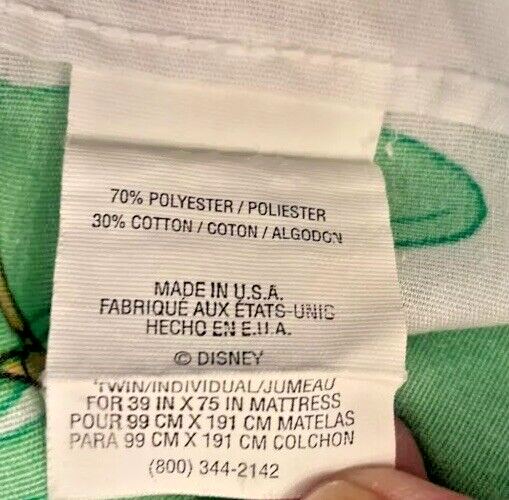 70% POLYESTER / POLIESTER
30% COTTON / COTON / ALGODON
MADE IN U.S.A.
FABRIQUÉ AUX ÉTATS-UNIS
HECHO EN E.U.A.
© DISNEY
TWIN/INDIVIDUAL/JUMEAU
FOR 39 IN X 75 IN MATTRESS
POUR 99 CM X 191 CM MATELAS
PARA 99 CM X 191 CM COLCHON
(800) 344-2142